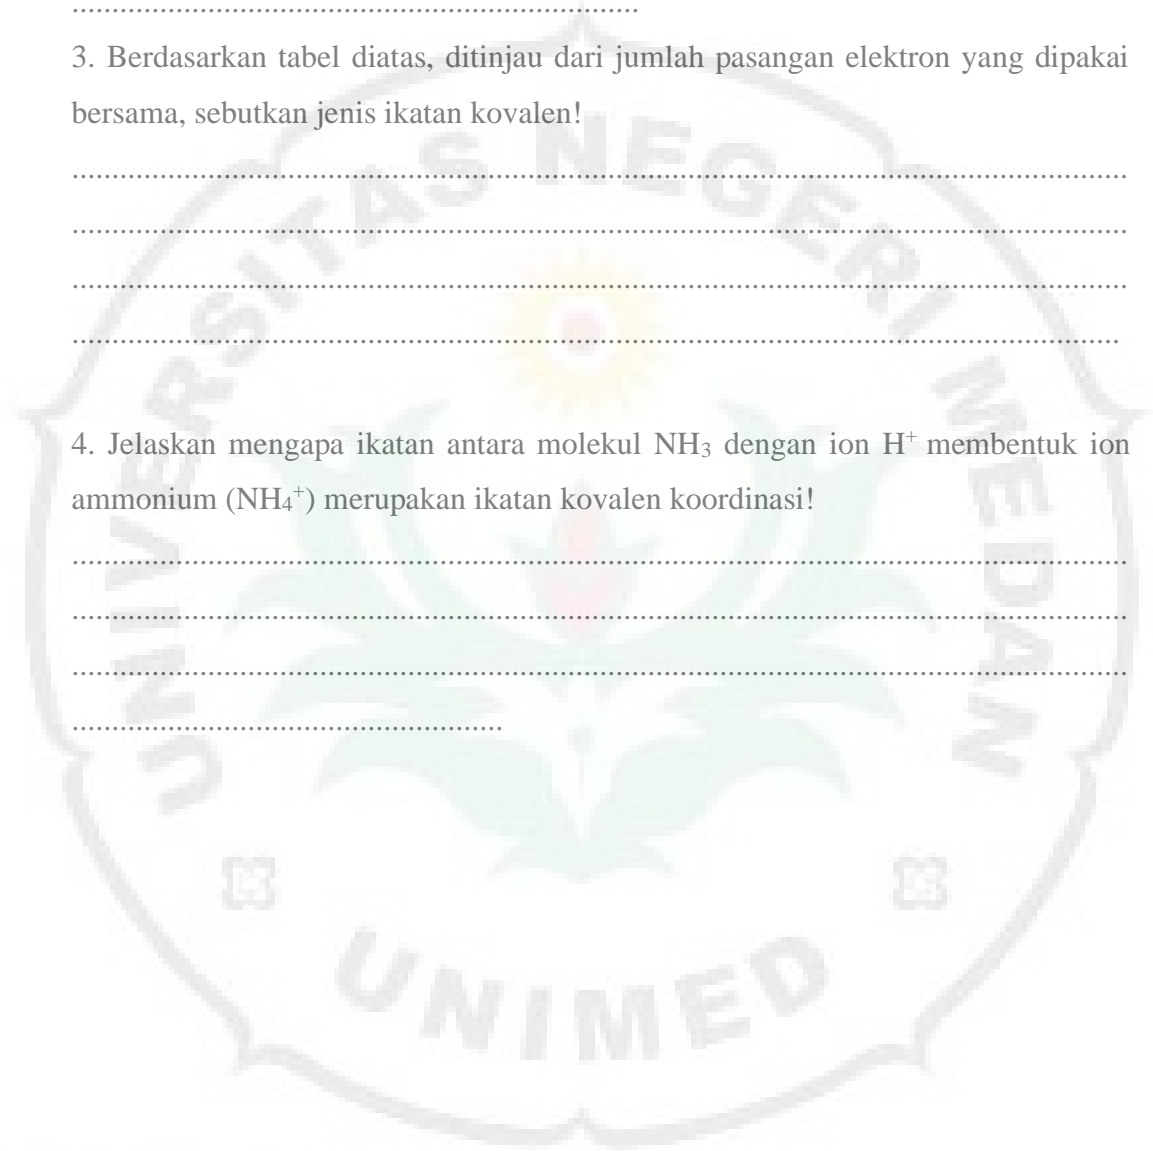 ............................................................
3. Berdasarkan tabel diatas, ditinjau dari jumlah pasangan elektron yang dipakai
bersama, sebutkan jenis ikatan kovalen!
................................................................................
................................................................................
................................................................................
................................................................................
4. Jelaskan mengapa ikatan antara molekul NH₃ dengan ion H⁺ membentuk ion
ammonium (NH₄⁺) merupakan ikatan kovalen koordinasi!
................................................................................
................................................................................
................................................................................
..............................................
UNIVERSITAS NEGERI MEDAN
UNIMED